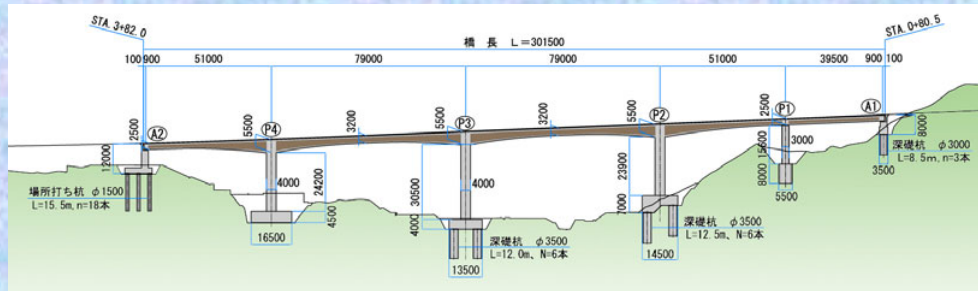 STA.3+82.0
STA.0+80.5
橋 長 L=301500
100 900 51000 79000 79000 51000 39500 900 100
2500 A2 5500 P4 3200 5500 P3 3200 5500 P2 2500 P1 A1
12000 4000 24200 4500 16500
30500 4000 4000 13500
23900 7000 14500
15600 3000 8000 5500
8000 3500
場所打ち杭 φ1500
L=15.5m,n=18本
深礎杭 φ3500
L=12.0m、N=6本
深礎杭 φ3500
L=12.5m、N=6本
深礎杭 φ3000
L=8.5m,n=3本